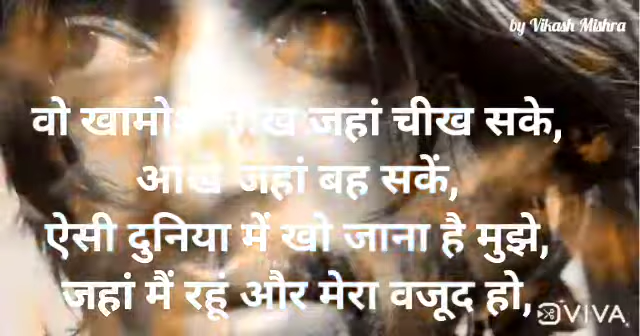 by Vikash Mishra
वो खामोश चीख जहां चीख सके,
आंखें जहां बह सकें,
ऐसी दुनिया में खो जाना है मुझे,
जहां मैं रहूं और मेरा वजूद हो,
VIVA